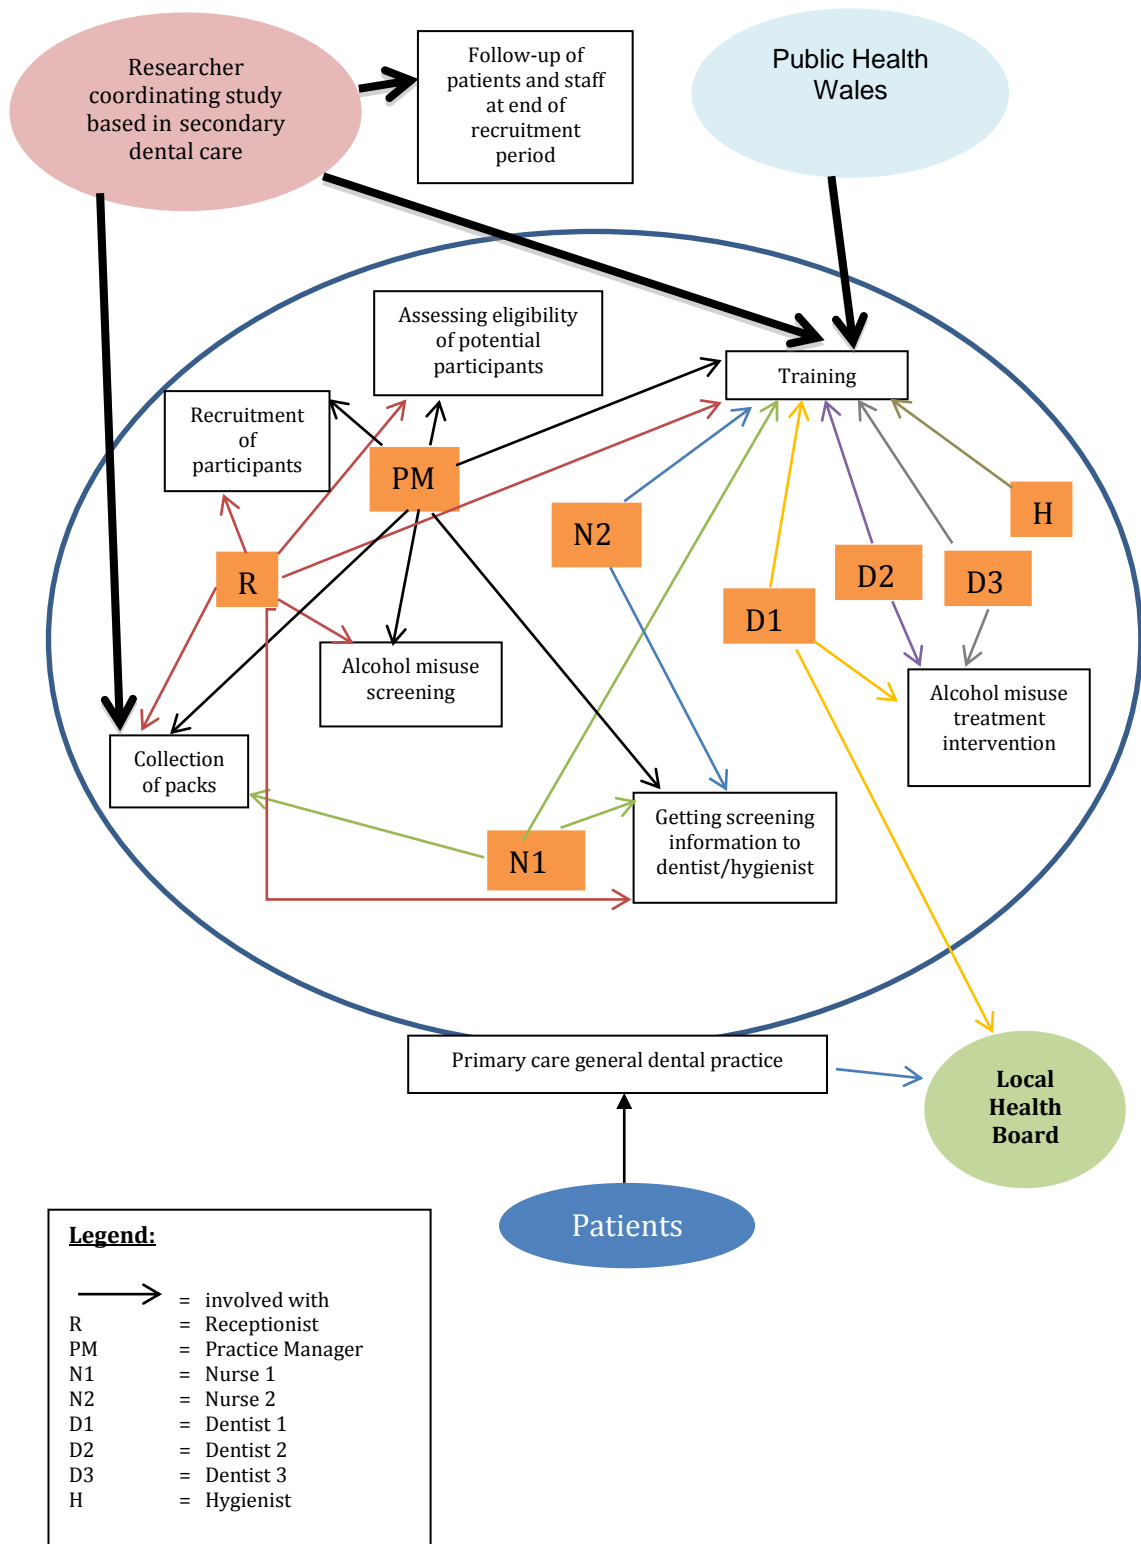 Researcher
coordinating study
based in secondary
dental care
Follow-up of
patients and staff
at end of
recruitment
period
Public Health
Wales
Assessing eligibility
of potential
participants
Training
Recruitment
of
participants
PM
N2
H
R
D2
D3
D1
Alcohol misuse
screening
Alcohol misuse
treatment
intervention
Collection
of packs
Getting screening
information to
dentist/hygienist
N1
Primary care general dental practice
Local
Health
Board
Patients
Legend:
= involved with
R = Receptionist
PM = Practice Manager
N1 = Nurse 1
N2 = Nurse 2
D1 = Dentist 1
D2 = Dentist 2
D3 = Dentist 3
H = Hygienist